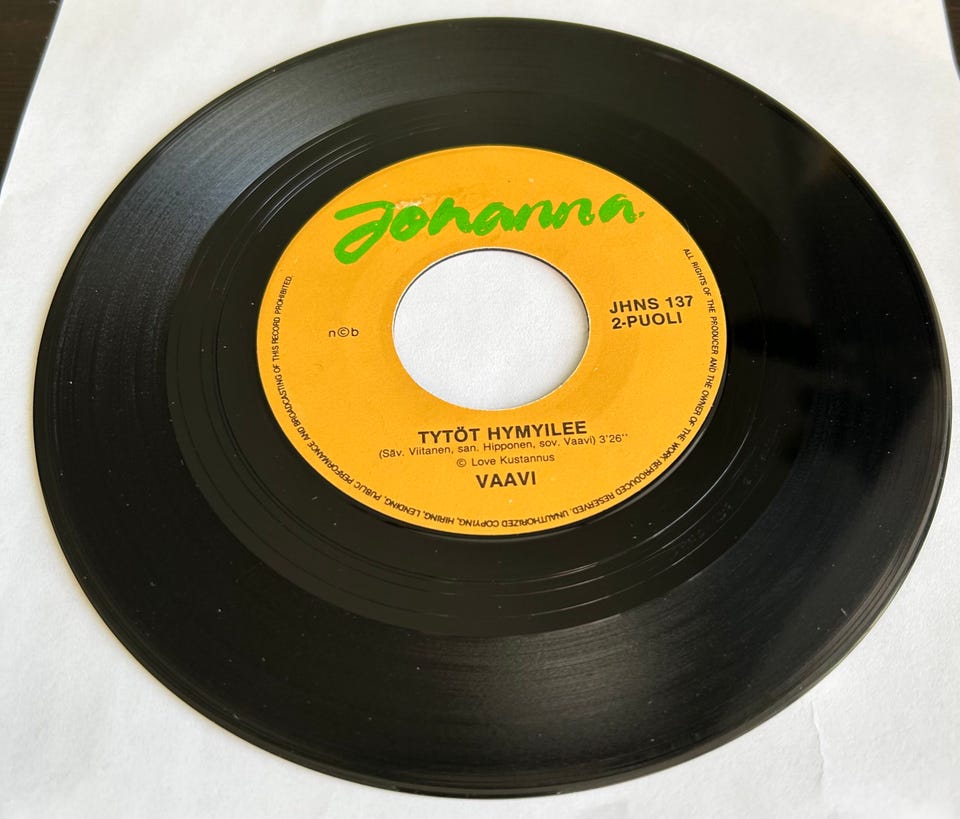 Johanna.
JHNS 137
2-PUOLI
n©b
TYTÖT HYMYILEE
(Säv. Viitanen, san. Hipponen, sov. Vaavi) 3'26''
© Love Kustannus
VAAVI
ALL RIGHTS OF THE PRODUCER AND THE OWNER OF THE WORK REPRODUCED RESERVED. UNAUTHORIZED COPYING, HIRING, LENDING, PUBLIC PERFORMANCE AND BROADCASTING OF THIS RECORD PROHIBITED.